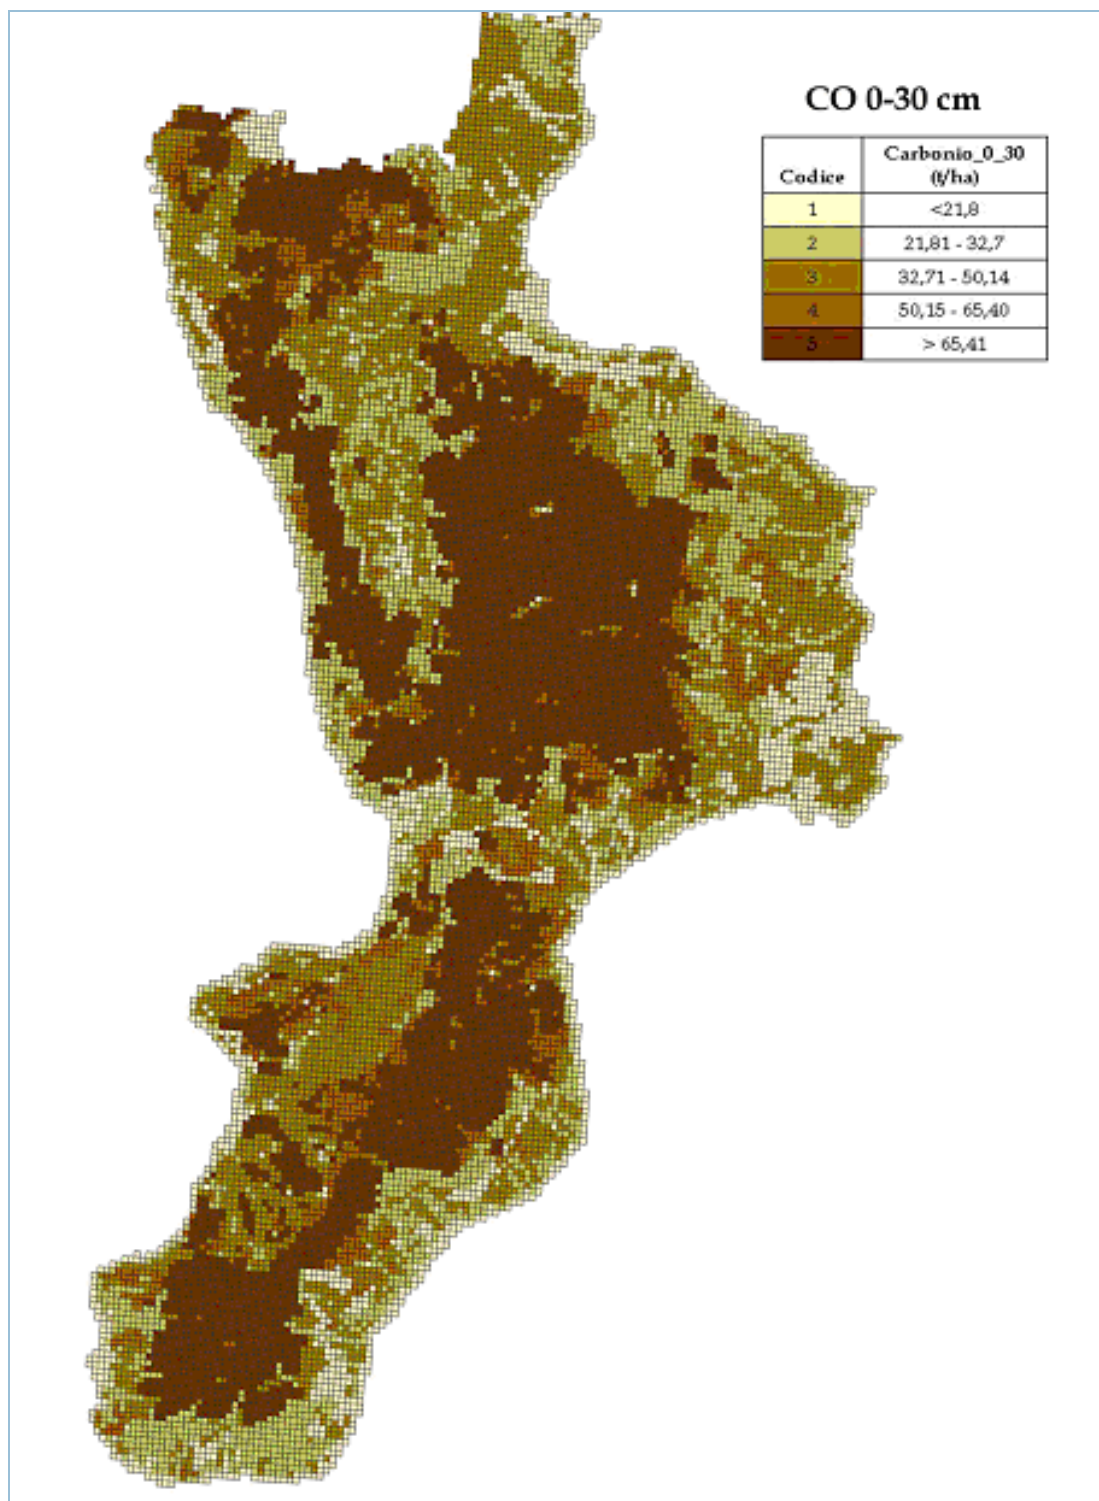 CO 0-30 cm
Codice Carbonio_0_30 (t/ha)
1 <21,8
2 21,81 - 32,7
3 32,71 - 50,14
4 50,15 - 65,40
5 > 65,41